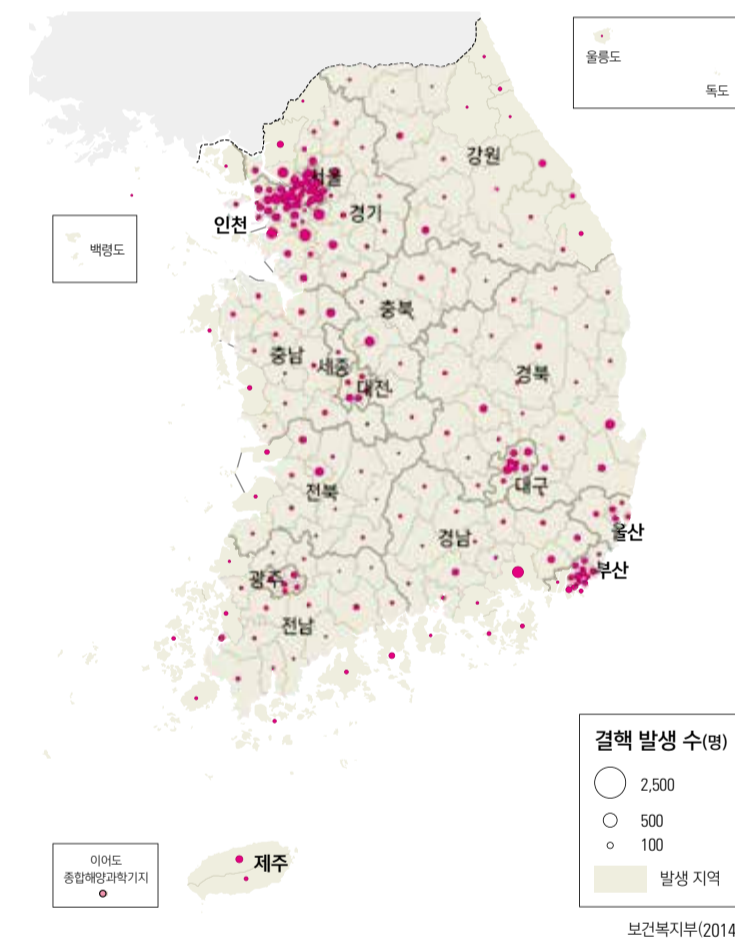 울릉도
독도
강원
서울
경기
인천
백령도
충북
충남
세종
대전
경북
전북
대구
경남
울산
부산
광주
전남
결핵 발생 수(명)
2,500
500
100
발생 지역
이어도
종합해양과학기지
제주
보건복지부(2014